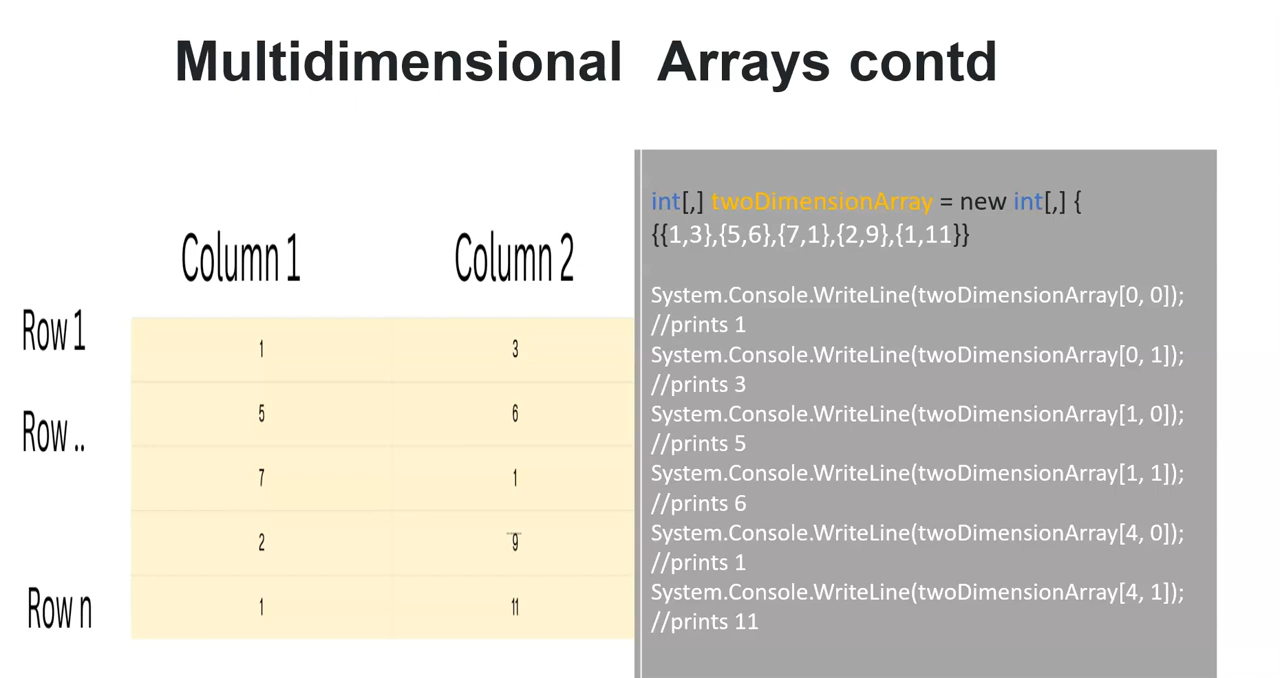 Multidimensional Arrays contd
Column 1 Column 2
Row 1
1 3
Row ..
5 6
7 1
2 9
Row n
1 11
int[,] twoDimensionArray = new int[,] {
{{1,3},{5,6},{7,1},{2,9},{1,11}}
System.Console.WriteLine(twoDimensionArray[0, 0]);
//prints 1
System.Console.WriteLine(twoDimensionArray[0, 1]);
//prints 3
System.Console.WriteLine(twoDimensionArray[1, 0]);
//prints 5
System.Console.WriteLine(twoDimensionArray[1, 1]);
//prints 6
System.Console.WriteLine(twoDimensionArray[4, 0]);
//prints 1
System.Console.WriteLine(twoDimensionArray[4, 1]);
//prints 11